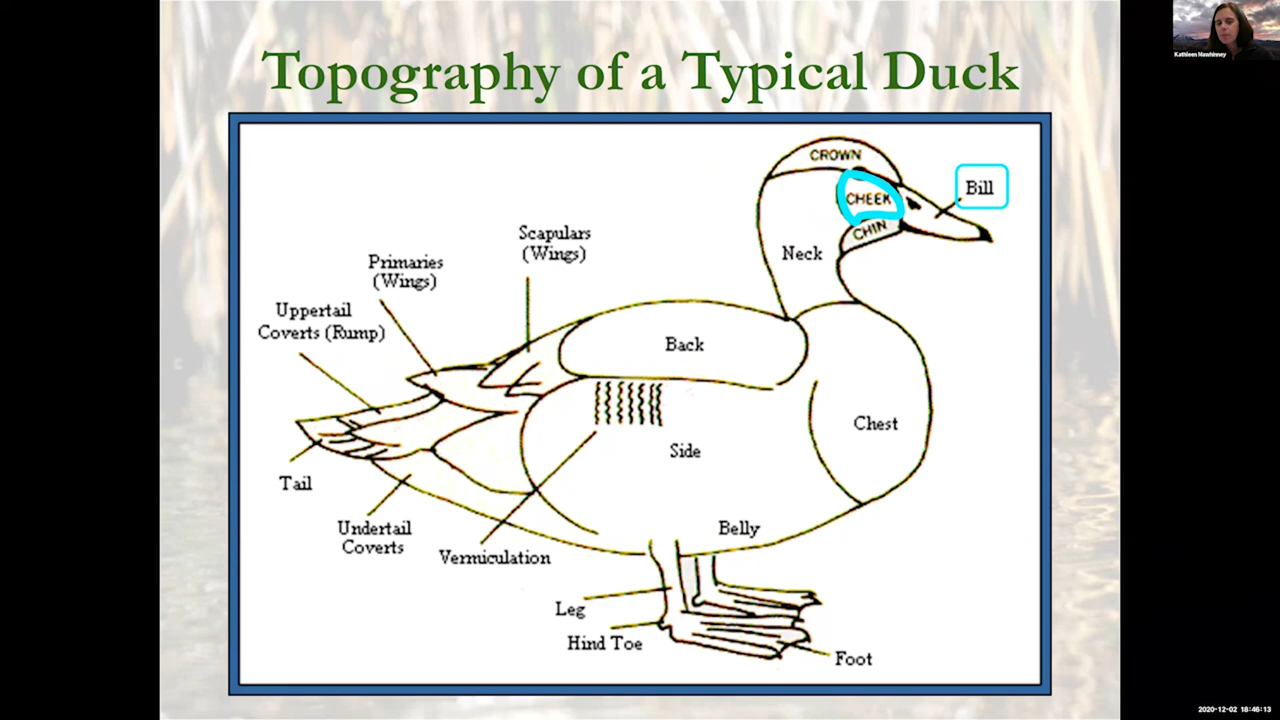 Topography of a Typical Duck
Kathleen Mawhinney
CROWN
Bill
CHEEK
CHIN
Scapulars
(Wings)
Neck
Primaries
(Wings)
Uppertail
Coverts (Rump)
Back
Chest
Side
Tail
Undertail
Coverts
Belly
Vermiculation
Leg
Hind Toe
Foot
2020-12-02 18:46:13